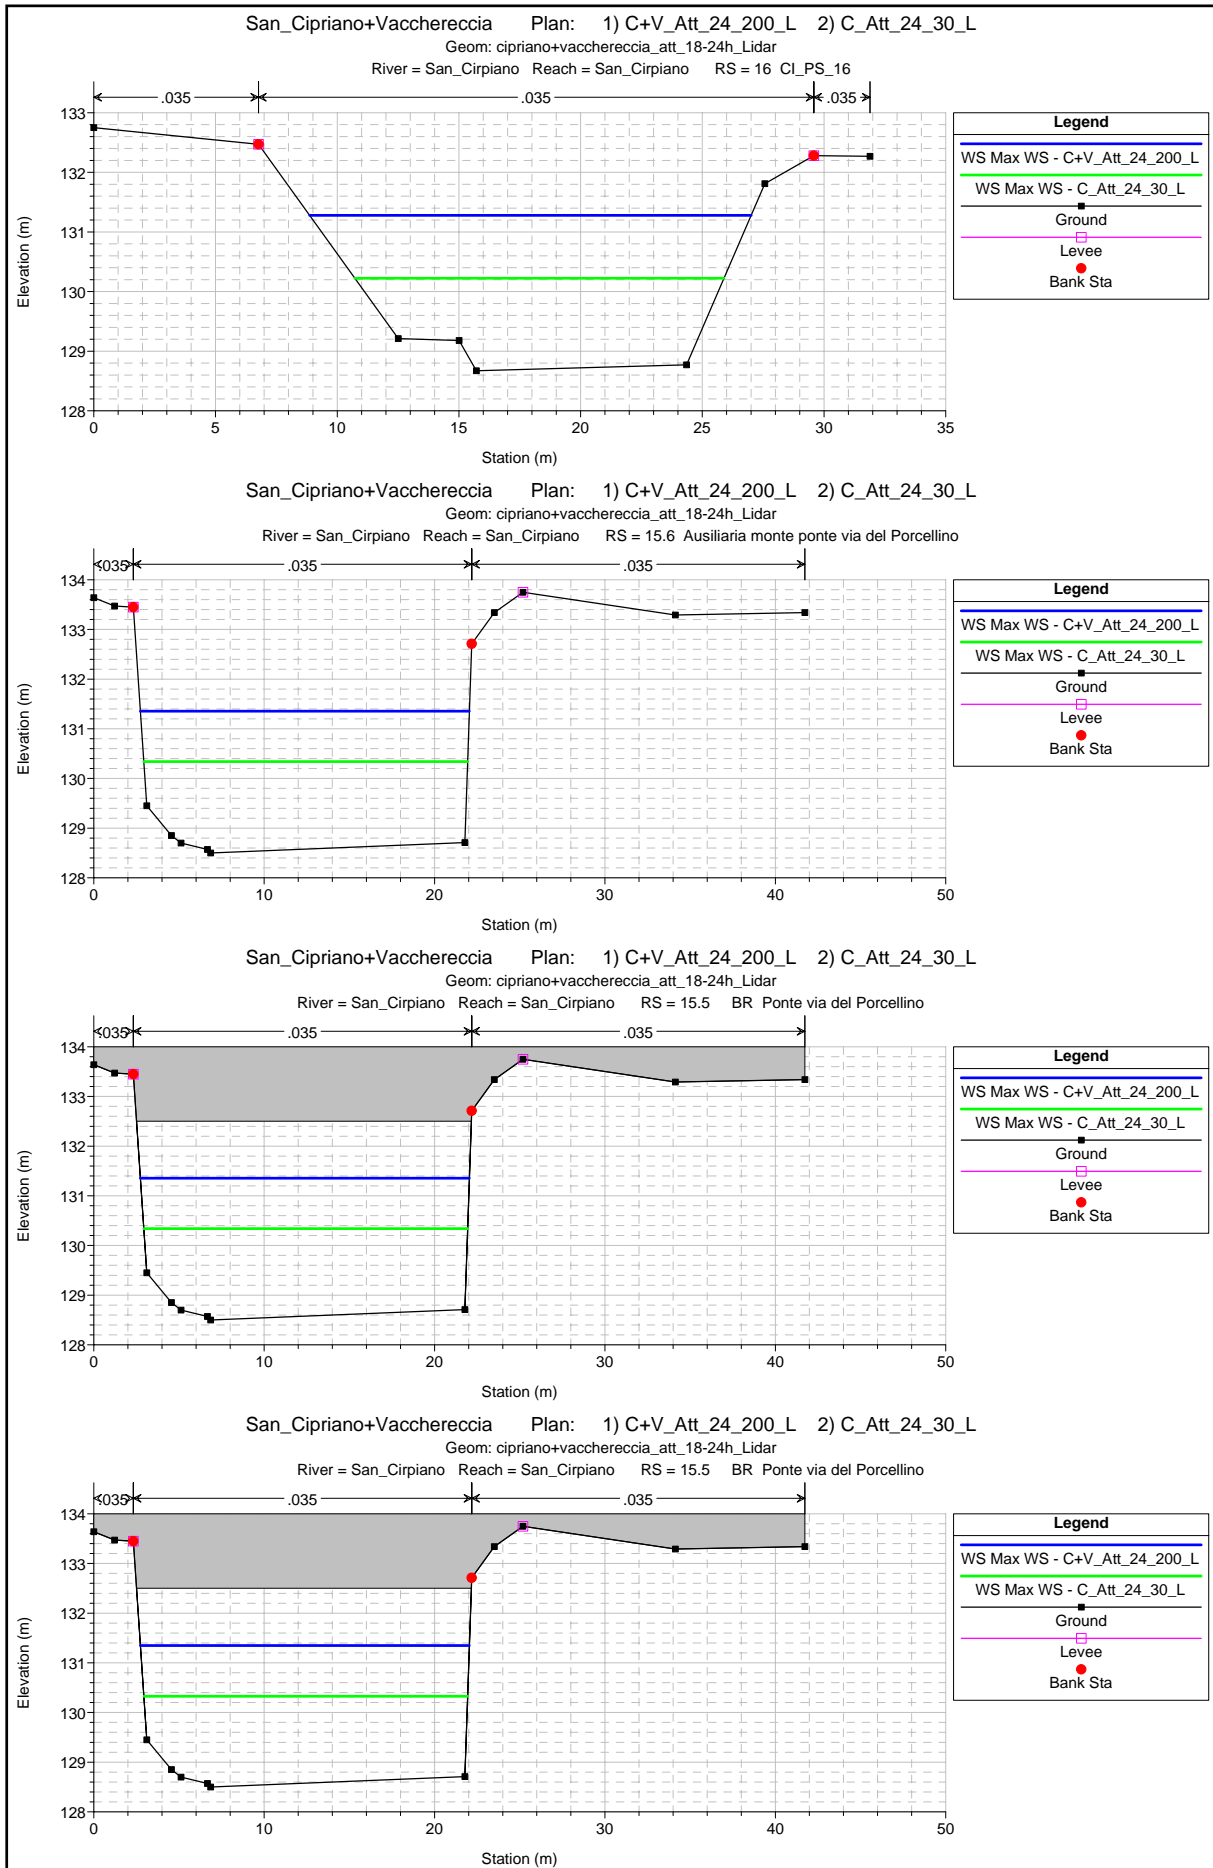 San_Cipriano+Vacchereccia Plan: 1) C+V_Att_24_200_L 2) C_Att_24_30_L
Geom: cipriano+vacchereccia_att_18-24h_Lidar
River = San_Cirpiano Reach = San_Cirpiano RS = 16 CI_PS_16
.035 .035 .035
133
132
131
130
129
128
Elevation (m)
0 5 10 15 20 25 30 35
Station (m)
Legend
WS Max WS - C+V_Att_24_200_L
WS Max WS - C_Att_24_30_L
Ground
Levee
Bank Sta
San_Cipriano+Vacchereccia Plan: 1) C+V_Att_24_200_L 2) C_Att_24_30_L
Geom: cipriano+vacchereccia_att_18-24h_Lidar
River = San_Cirpiano Reach = San_Cirpiano RS = 15.6 Ausiliaria monte ponte via del Porcellino
.035 .035 .035
134
133
132
131
130
129
128
Elevation (m)
0 10 20 30 40 50
Station (m)
Legend
WS Max WS - C+V_Att_24_200_L
WS Max WS - C_Att_24_30_L
Ground
Levee
Bank Sta
San_Cipriano+Vacchereccia Plan: 1) C+V_Att_24_200_L 2) C_Att_24_30_L
Geom: cipriano+vacchereccia_att_18-24h_Lidar
River = San_Cirpiano Reach = San_Cirpiano RS = 15.5 BR Ponte via del Porcellino
.035 .035 .035
134
133
132
131
130
129
128
Elevation (m)
0 10 20 30 40 50
Station (m)
Legend
WS Max WS - C+V_Att_24_200_L
WS Max WS - C_Att_24_30_L
Ground
Levee
Bank Sta
San_Cipriano+Vacchereccia Plan: 1) C+V_Att_24_200_L 2) C_Att_24_30_L
Geom: cipriano+vacchereccia_att_18-24h_Lidar
River = San_Cirpiano Reach = San_Cirpiano RS = 15.5 BR Ponte via del Porcellino
.035 .035 .035
134
133
132
131
130
129
128
Elevation (m)
0 10 20 30 40 50
Station (m)
Legend
WS Max WS - C+V_Att_24_200_L
WS Max WS - C_Att_24_30_L
Ground
Levee
Bank Sta